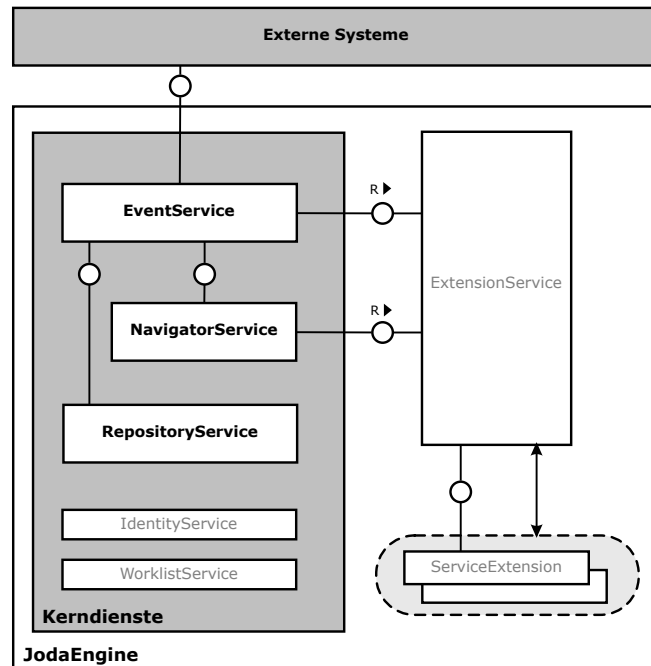 Externe Systeme
EventService
R
ExtensionService
NavigatorService
R
RepositoryService
IdentityService
WorklistService
ServiceExtension
Kerndienste
JodaEngine